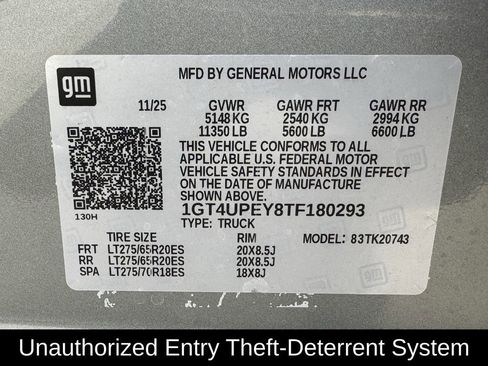 gm
MFD BY GENERAL MOTORS LLC
11/25 GVWR GAWR FRT GAWR RR
5148 KG 2540 KG 2994 KG
11350 LB 5600 LB 6600 LB
THIS VEHICLE CONFORMS TO ALL
APPLICABLE U.S. FEDERAL MOTOR
VEHICLE SAFETY STANDARDS IN EFFECT
ON THE DATE OF MANUFACTURE
SHOWN ABOVE.
1GT4UPEY8TF180293
130H
TYPE: TRUCK
TIRE SIZE RIM MODEL: 83TK20743
FRT LT275/65R20ES 20X8.5J
RR LT275/65R20ES 20X8.5J
SPA LT275/70R18ES 18X8J
Unauthorized Entry Theft-Deterrent System